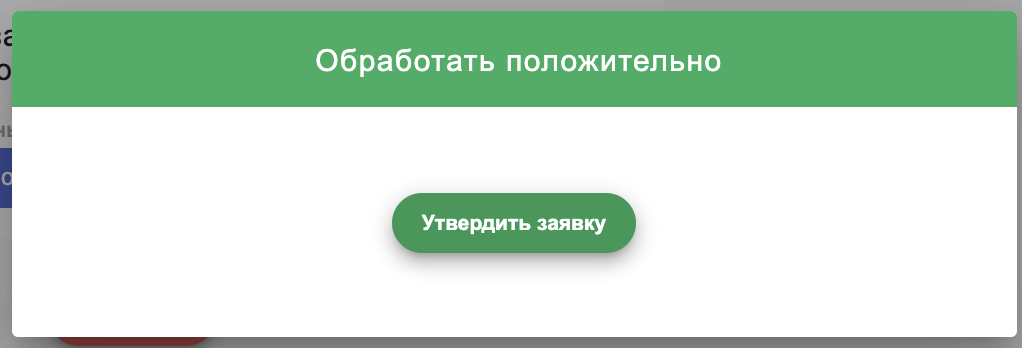 Обработать положительно
Утвердить заявку